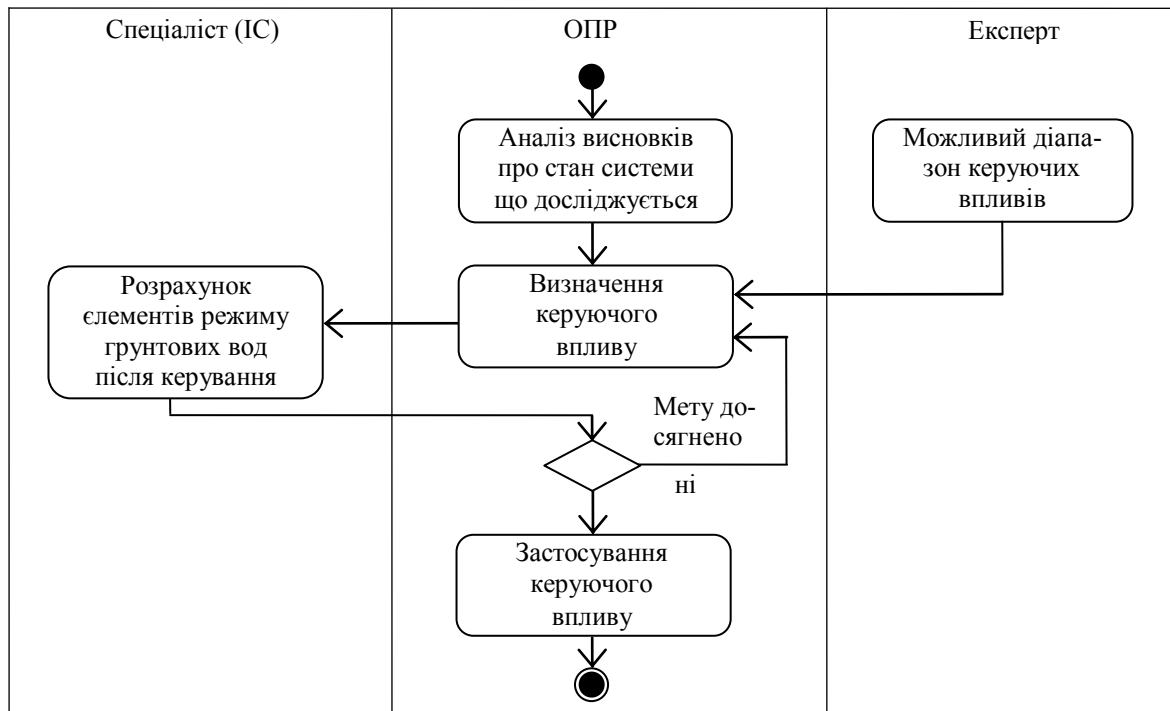 Спеціаліст (ІС)
ОПР
Експерт
Аналіз висновків
про стан системи
що досліджується
Можливий діапа-
зон керуючих
впливів
Визначення
керуючого
впливу
Розрахунок
єлементів режиму
грунтових вод
після керування
Мету до-
сягнено
ні
Застосування
керуючого
впливу